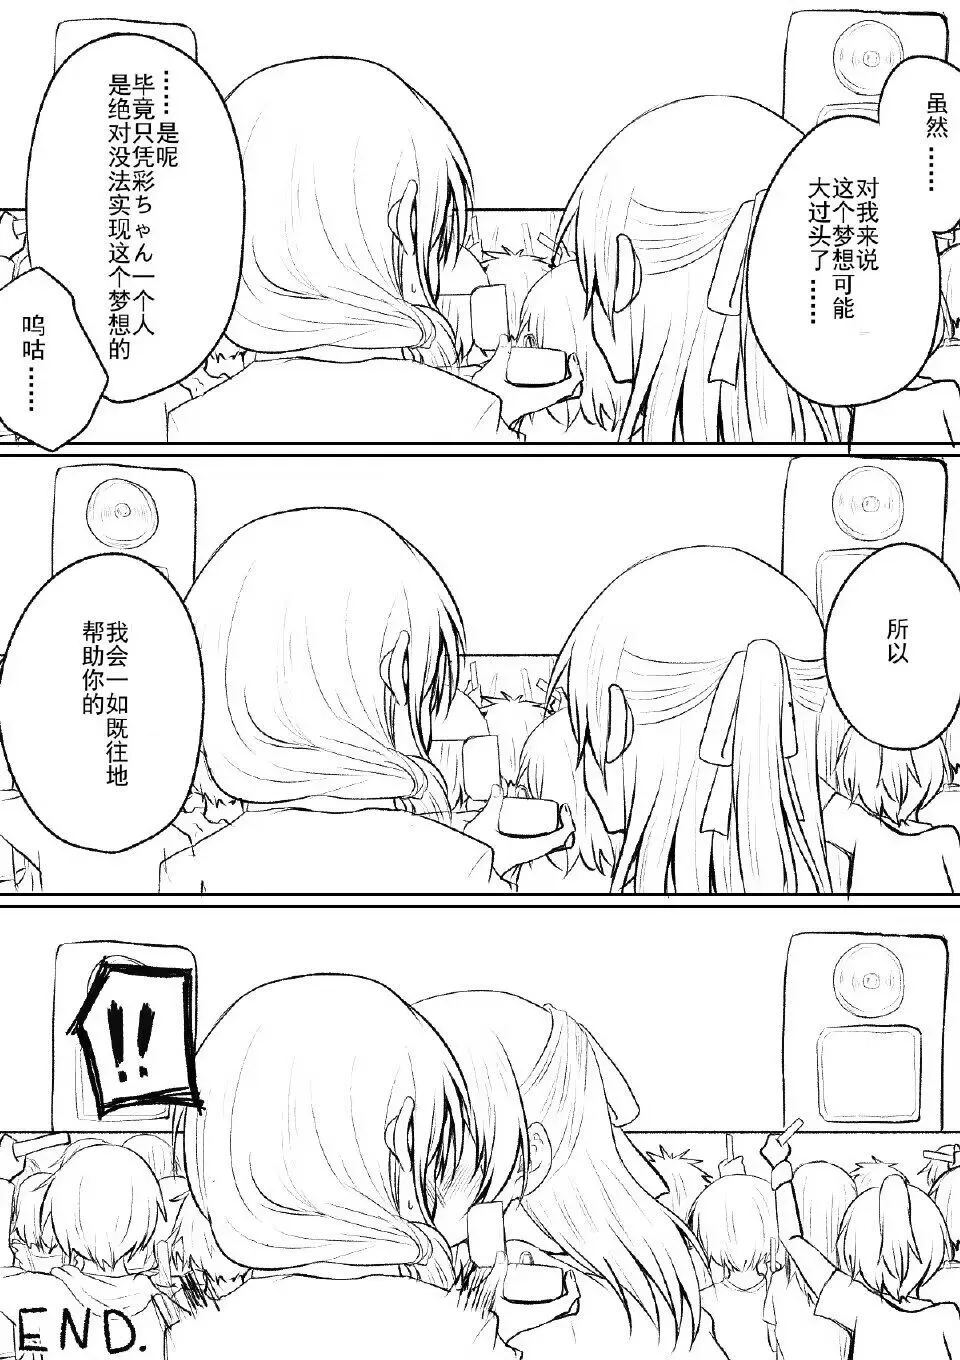 虽然……
对我来说
这个梦想可能
大过头了……
……是呢
毕竟只凭彩ちゃん一个人
是绝对没法实现这个梦想的
呜咕……
所以
我会一如既往地
帮助你的
!!
END.